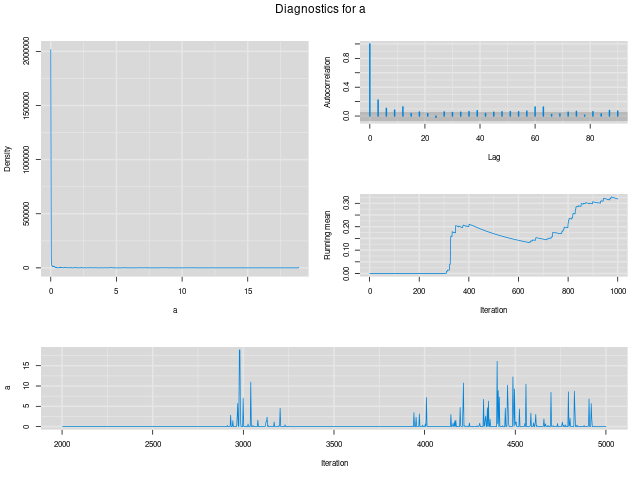 Diagnostics for a
Density
0 500000 1000000 1500000 2000000
0 5 10 15
a
Autocorrelation
0.0 0.4 0.8
0 20 40 60 80
Lag
Running mean
0.00 0.10 0.20 0.30
0 200 400 600 800 1000
Iteration
a
0 5 10 15
2000 2500 3000 3500 4000 4500 5000
Iteration